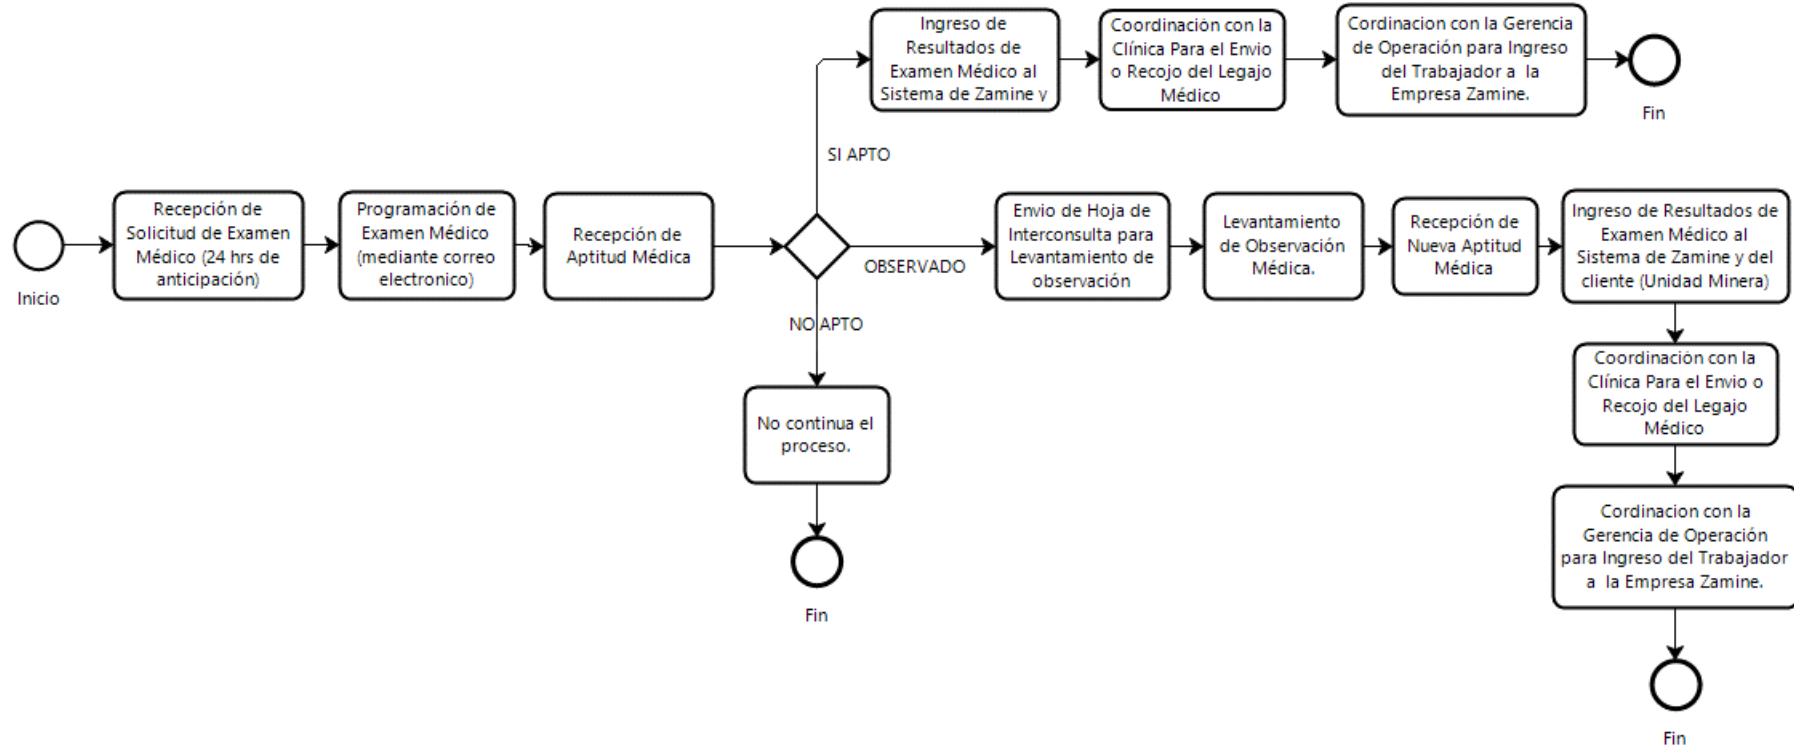 Ingreso de
Resultados de
Examen Médico al
Sistema de Zamine y
Coordinación con la
Clínica Para el Envio
o Recojo del Legajo
Médico
Cordinacion con la Gerencia
de Operación para Ingreso
del Trabajador a  la
Empresa Zamine.
Fin
SI APTO
Inicio
Recepción de
Solicitud de Examen
Médico (24 hrs de
anticipación)
Programación de
Examen Médico
(mediante correo
electronico)
Recepción de
Aptitud Médica
OBSERVADO
Envio de Hoja de
Interconsulta para
Levantamiento de
observación
Levantamiento
de Observación
Médica.
Recepción de
Nueva Aptitud
Médica
Ingreso de Resultados de
Examen Médico al
Sistema de Zamine y del
cliente (Unidad Minera)
NO APTO
No continua el
proceso.
Fin
Coordinación con la
Clínica Para el Envio o
Recojo del Legajo
Médico
Cordinacion con la
Gerencia de Operación
para Ingreso del Trabajador
a  la Empresa Zamine.
Fin